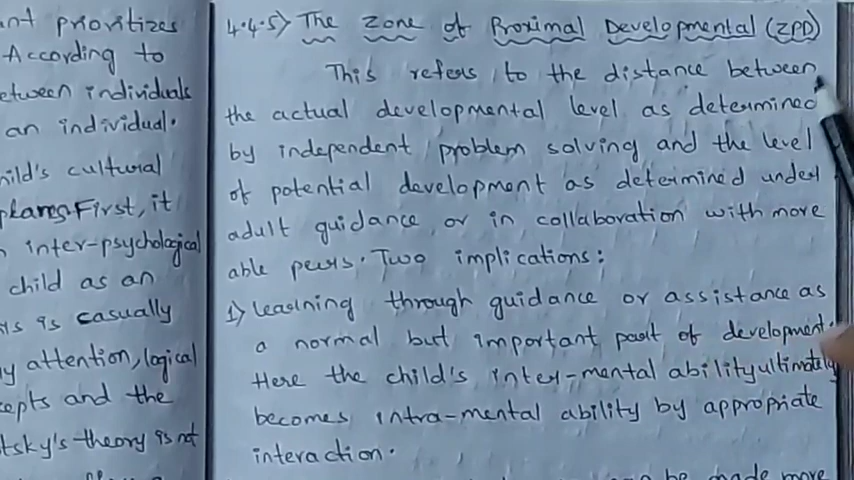 nt prioritizes
According to
etween individuals
an individual.
hild's cultural
planes. First, it
inter-psychological
child as an
is casually
attention, logical
cepts and the
tsky's theory is not
4.4.5) The Zone of Proximal Developmental (ZPD)
This refers to the distance between
the actual developmental level as determined
by independent problem solving and the level
of potential development as determined under
adult guidance, or in collaboration with more
able peers. Two implications:
1) Learning through guidance or assistance as
a normal but important part of development.
Here the child's inter-mental ability ultimately
becomes intra-mental ability by appropriate
interaction.
be made more